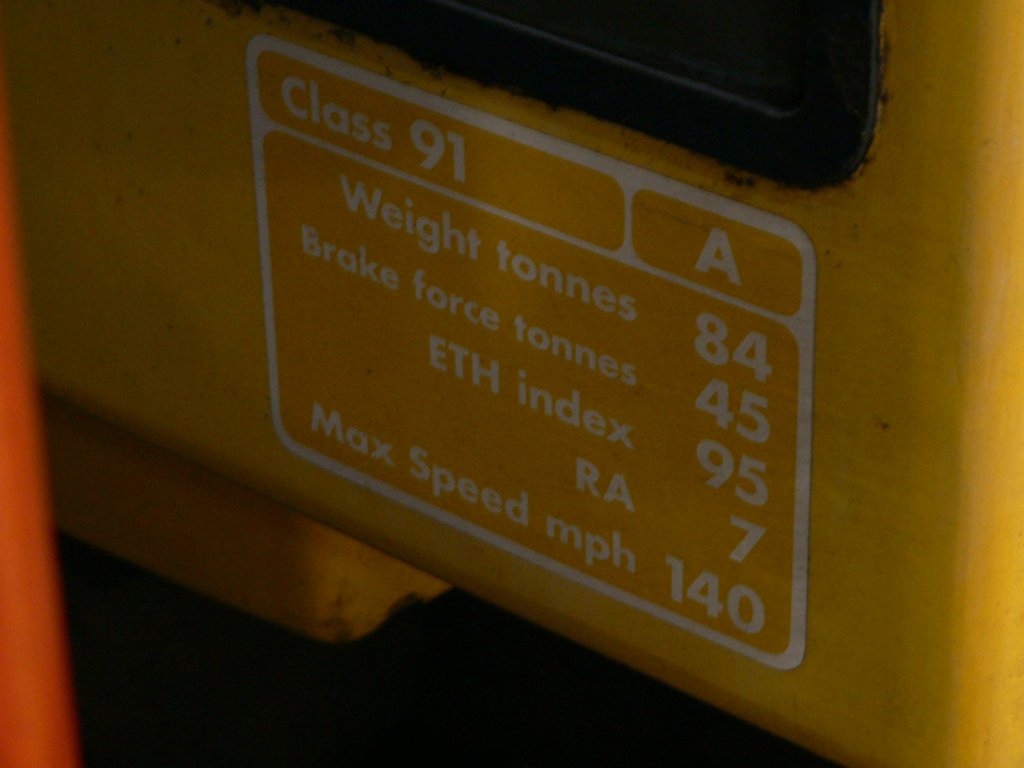 Class 91 A
Weight tonnes 84
Brake force tonnes 45
ETH index 95
RA 7
Max Speed mph 140